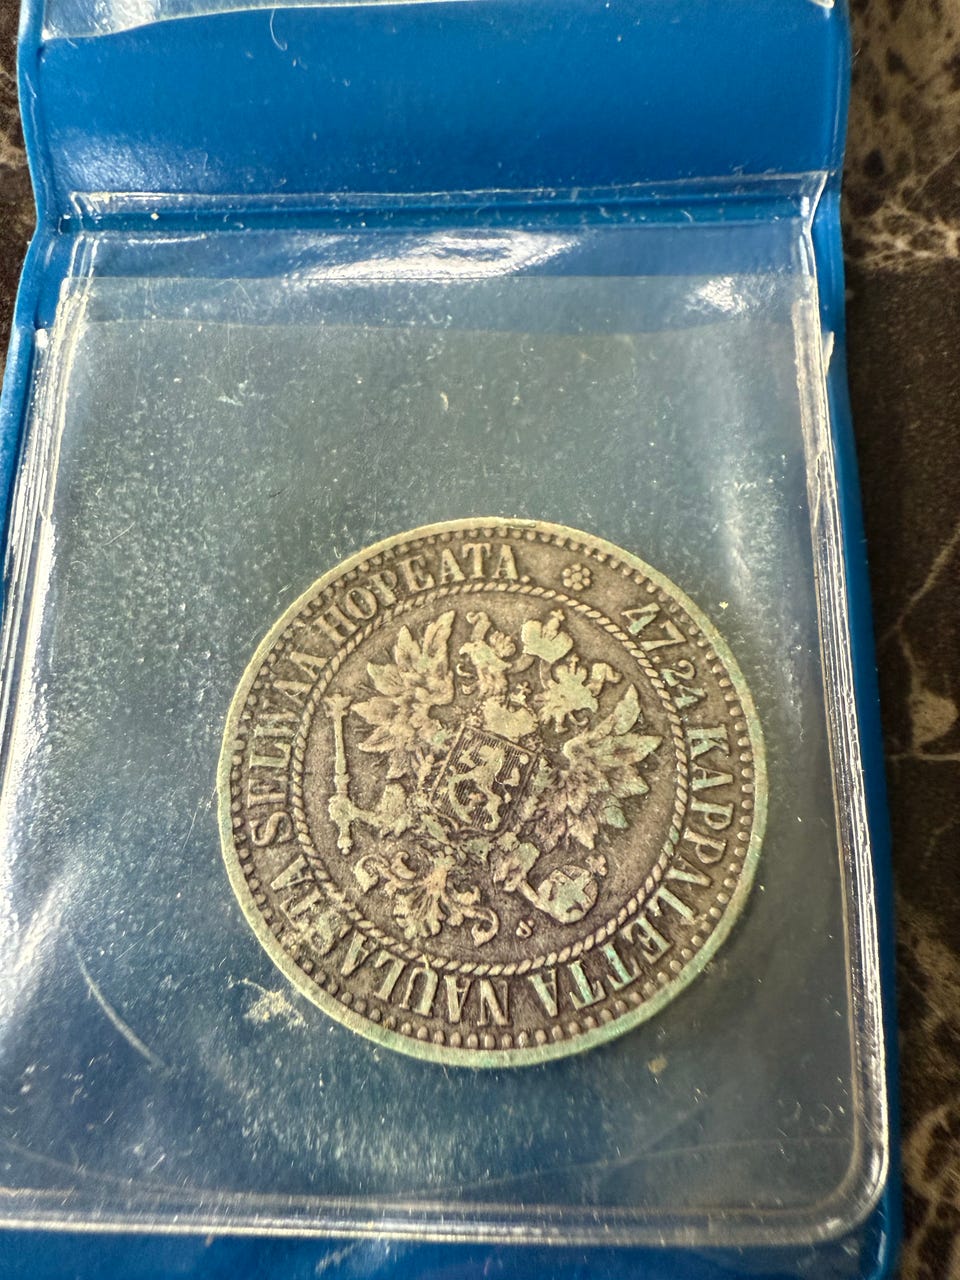 47,24 KAPPALETTA NAULASTA SELVÄÄ HOPEATA.
S